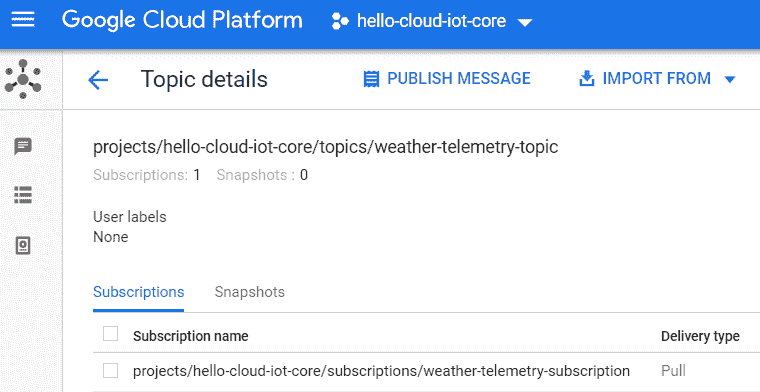 Google Cloud Platform hello-cloud-iot-core
Topic details PUBLISH MESSAGE IMPORT FROM
projects/hello-cloud-iot-core/topics/weather-telemetry-topic
Subscriptions: 1 Snapshots : 0
User labels
None
Subscriptions Snapshots
Subscription name Delivery type
projects/hello-cloud-iot-core/subscriptions/weather-telemetry-subscription Pull